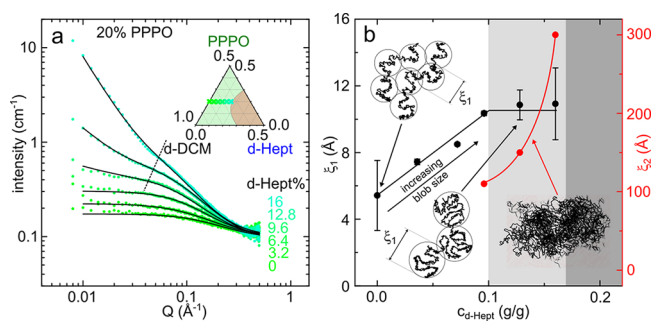 a
20% PPPO
PPPO
0.5
0.5
1.0
0.0
0.0
0.5
d-DCM
d-Hept
d-Hept%
16
12.8
9.6
6.4
3.2
0
10
1
0.1
intensity (cm⁻¹)
0.01
0.1
1
Q (Å⁻¹)
b
16
12
8
4
0
ξ₁ (Å)
ξ₁
increasing
blob size
ξ₁
0.0
0.1
0.2
c_d-Hept (g/g)
300
200
100
0
ξ₂ (Å)